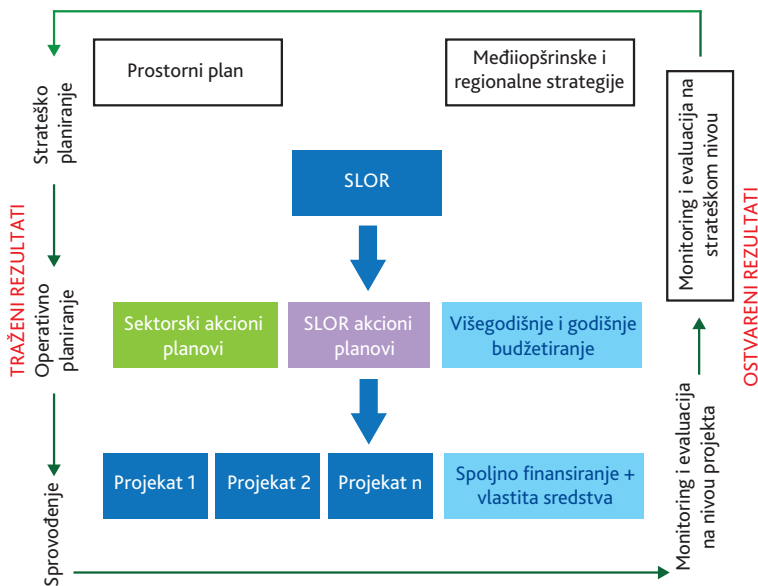 Prostorni plan
Međiopšrinske i
regionalne strategije
Strateško
planiranje
SLOR
Monitoring i evaluacija na
strateškom nivou
TRAŽENI REZULTATI
OSTVARENI REZULTATI
Operativno
planiranje
Sektorski akcioni
planovi
SLOR akcioni
planovi
Višegodišnje i godišnje
budžetiranje
Projekat 1
Projekat 2
Projekat n
Spoljno finansiranje +
vlastita sredstva
Sprovođenje
Monitoring i evaluacija
na nivou projekta